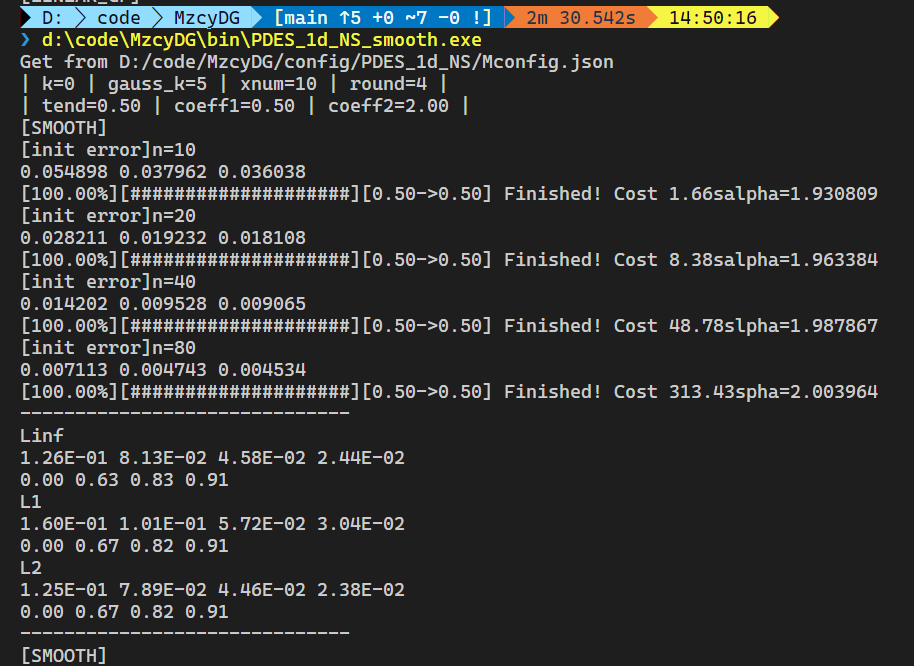 D: code MzcyDG [main ↑5 +0 ~7 -0 !] 2m 30.542s 14:50:16
❯ d:\code\MzcyDG\bin\PDES_1d_NS_smooth.exe
Get from D:/code/MzcyDG/config/PDES_1d_NS/Mconfig.json
| k=0 | gauss_k=5 | xnum=10 | round=4 |
| tend=0.50 | coeff1=0.50 | coeff2=2.00 |
[SMOOTH]
[init error]n=10
0.054898 0.037962 0.036038
[100.00%][####################][0.50->0.50] Finished! Cost 1.66salpha=1.930809
[init error]n=20
0.028211 0.019232 0.018108
[100.00%][####################][0.50->0.50] Finished! Cost 8.38salpha=1.963384
[init error]n=40
0.014202 0.009528 0.009065
[100.00%][####################][0.50->0.50] Finished! Cost 48.78slpha=1.987867
[init error]n=80
0.007113 0.004743 0.004534
[100.00%][####################][0.50->0.50] Finished! Cost 313.43spha=2.003964
------------------------------
Linf
1.26E-01 8.13E-02 4.58E-02 2.44E-02
0.00 0.63 0.83 0.91
L1
1.60E-01 1.01E-01 5.72E-02 3.04E-02
0.00 0.67 0.82 0.91
L2
1.25E-01 7.89E-02 4.46E-02 2.38E-02
0.00 0.67 0.82 0.91
------------------------------
[SMOOTH]